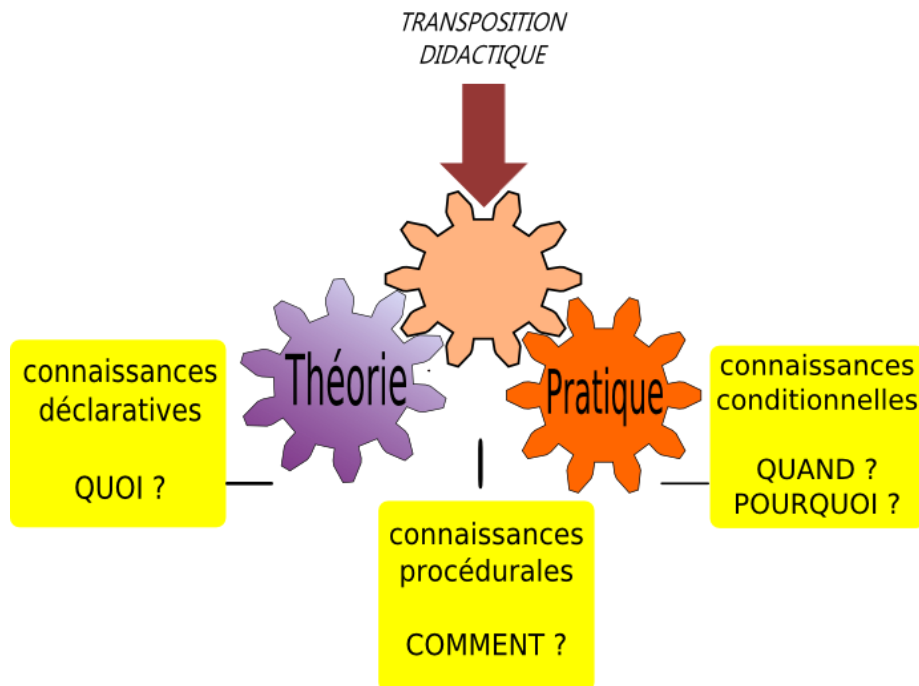 TRANSPOSITION
DIDACTIQUE
Théorie
Pratique
connaissances
déclaratives
QUOI ?
connaissances
procédurales
COMMENT ?
connaissances
conditionnelles
QUAND ?
POURQUOI ?